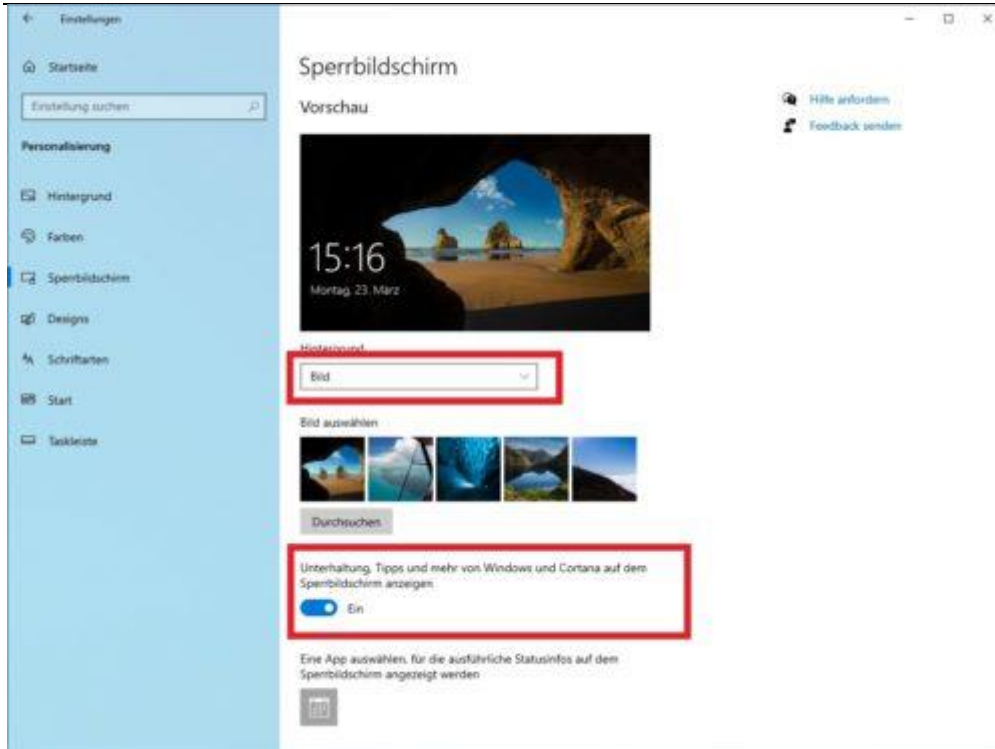 Einstellungen
Startseite
Einstellung suchen
Personalisierung
Hintergrund
Farben
Sperrbildschirm
Designs
Schriftarten
Start
Taskleiste
Sperrbildschirm
Vorschau
15:16
Montag, 23. März
Hintergrund
Bild
Bild auswählen
Durchsuchen
Unterhaltung, Tipps und mehr von Windows und Cortana auf dem
Sperrbildschirm anzeigen
Ein
Eine App auswählen, für die ausführliche Statusinfos auf dem
Sperrbildschirm angezeigt werden
Hilfe anfordern
Feedback senden